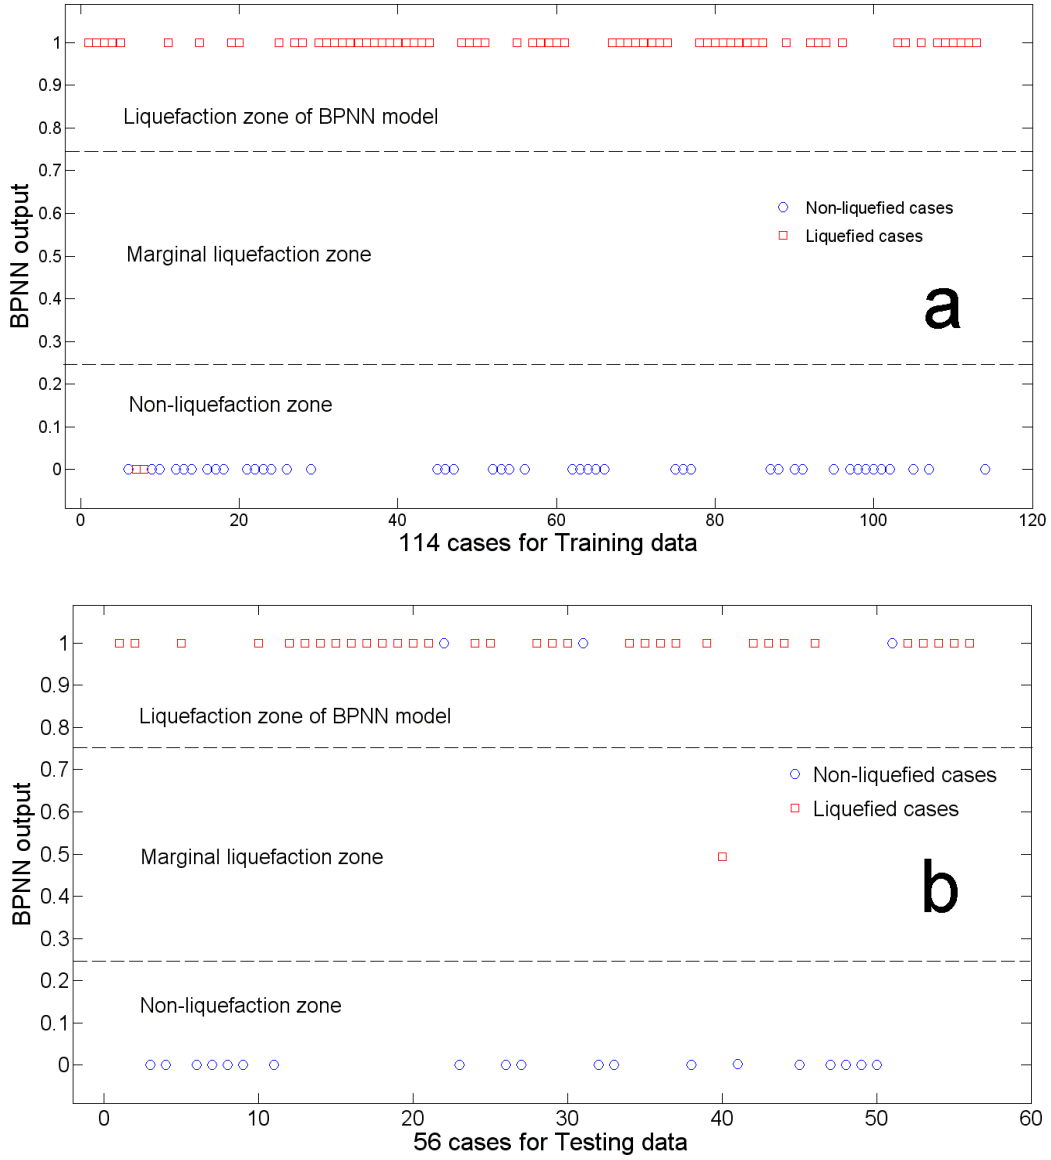 1
0.9
Liquefaction zone of BPNN model
0.8
0.7
Non-liquefied cases
0.6
Liquefied cases
Marginal liquefaction zone
0.5
0.4
a
0.3
0.2
Non-liquefaction zone
0.1
0
BPNN output
0 20 40 60 80 100 120
114 cases for Training data
1
0.9
Liquefaction zone of BPNN model
0.8
0.7
Non-liquefied cases
0.6
Liquefied cases
Marginal liquefaction zone
0.5
0.4
b
0.3
0.2
Non-liquefaction zone
0.1
0
BPNN output
0 10 20 30 40 50 60
56 cases for Testing data